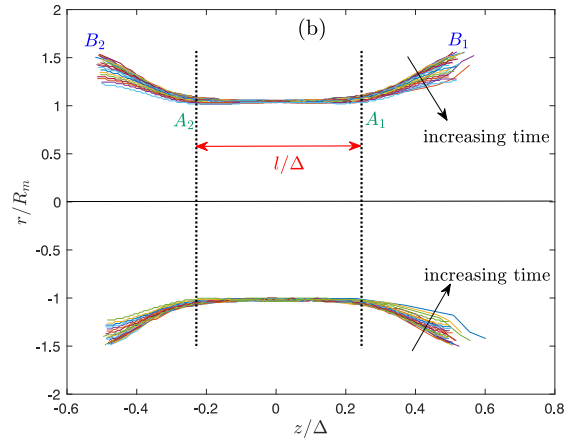 (b)
B₂
B₁
2
1.5
1
0.5
0
-0.5
-1
-1.5
-2
r/Rₘ
A₂
A₁
increasing time
l/Δ
increasing time
-0.6 -0.4 -0.2 0 0.2 0.4 0.6 0.8
z/Δ